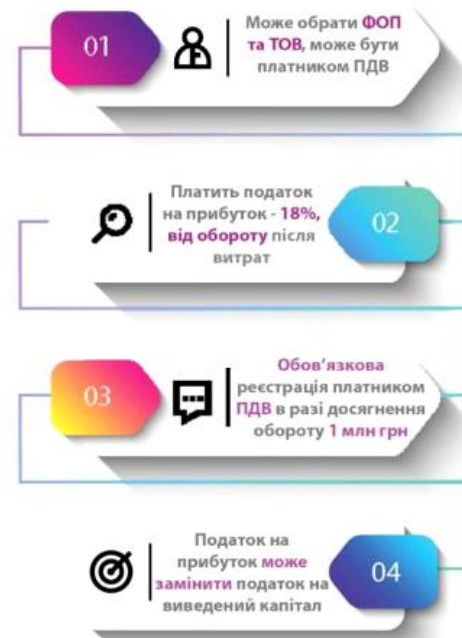 01
Може обрати ФОП
та ТОВ, може бути
платником ПДВ
Платить податок
на прибуток - 18%,
від обороту після
витрат
02
03
Обов’язкова
реєстрація платником
ПДВ в разі досягнення
обороту 1 млн грн
Податок на
прибуток може
замінити податок на
виведений капітал
04